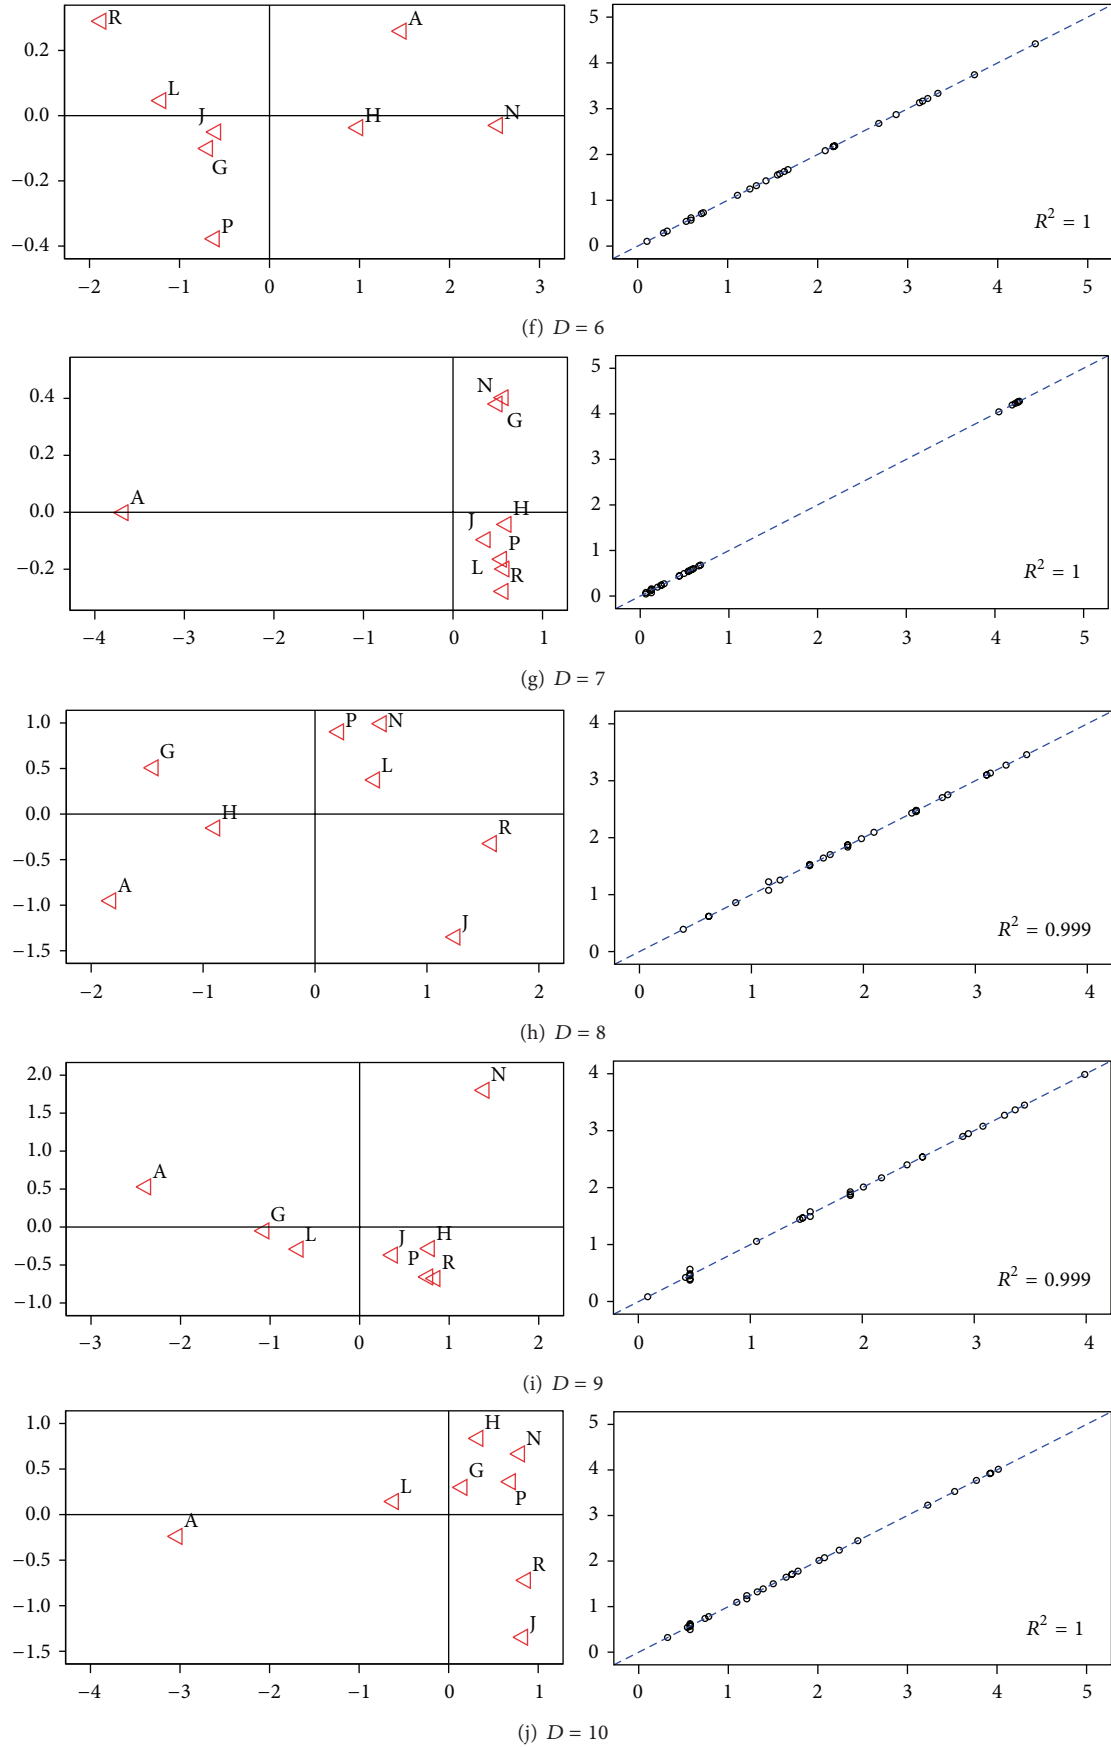 R
A
0.2
L
0.0
J
H
N
G
−0.2
P
−0.4
−2 −1 0 1 2 3
5
4
3
2
1
0
R² = 1
0 1 2 3 4 5
(f) D = 6
0.4
N
G
0.2
A
0.0
H
J
P
L
R
−0.2
−4 −3 −2 −1 0 1
5
4
3
2
1
0
R² = 1
0 1 2 3 4 5
(g) D = 7
1.0
P N
G
0.5
L
0.0
H
R
−0.5
A
−1.0
J
−1.5
−2 −1 0 1 2
4
3
2
1
0
R² = 0.999
0 1 2 3 4
(h) D = 8
2.0
N
1.5
1.0
A
0.5
G
0.0
L
J H
P R
−0.5
−1.0
−3 −2 −1 0 1 2
4
3
2
1
0
R² = 0.999
0 1 2 3 4
(i) D = 9
1.0
H
N
0.5
G
L
P
0.0
A
−0.5
R
−1.0
J
−1.5
−4 −3 −2 −1 0 1
5
4
3
2
1
0
R² = 1
0 1 2 3 4 5
(j) D = 10